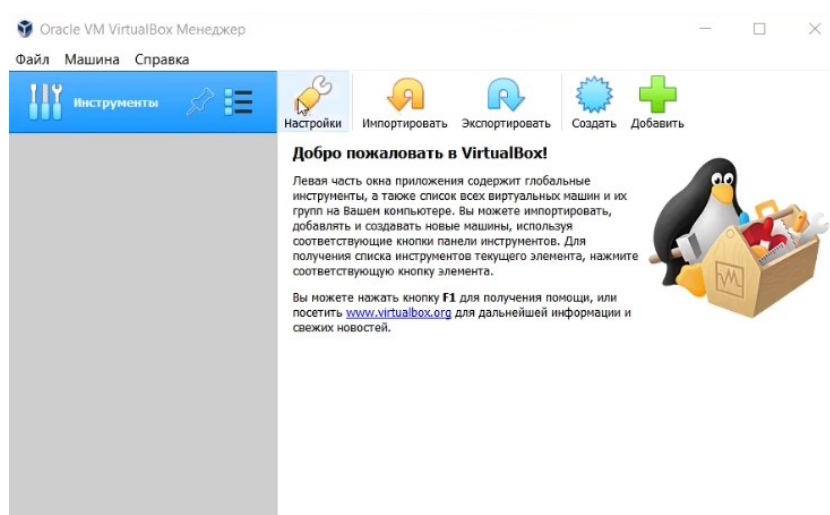 Oracle VM VirtualBox Менеджер
Файл Машина Справка
Инструменты
Настройки Импортировать Экспортировать Создать Добавить
Добро пожаловать в VirtualBox!
Левая часть окна приложения содержит глобальные
инструменты, а также список всех виртуальных машин и их
групп на Вашем компьютере. Вы можете импортировать,
добавлять и создавать новые машины, используя
соответствующие кнопки панели инструментов. Для
получения списка инструментов текущего элемента, нажмите
соответствующую кнопку элемента.
Вы можете нажать кнопку F1 для получения помощи, или
посетить www.virtualbox.org для дальнейшей информации и
свежих новостей.